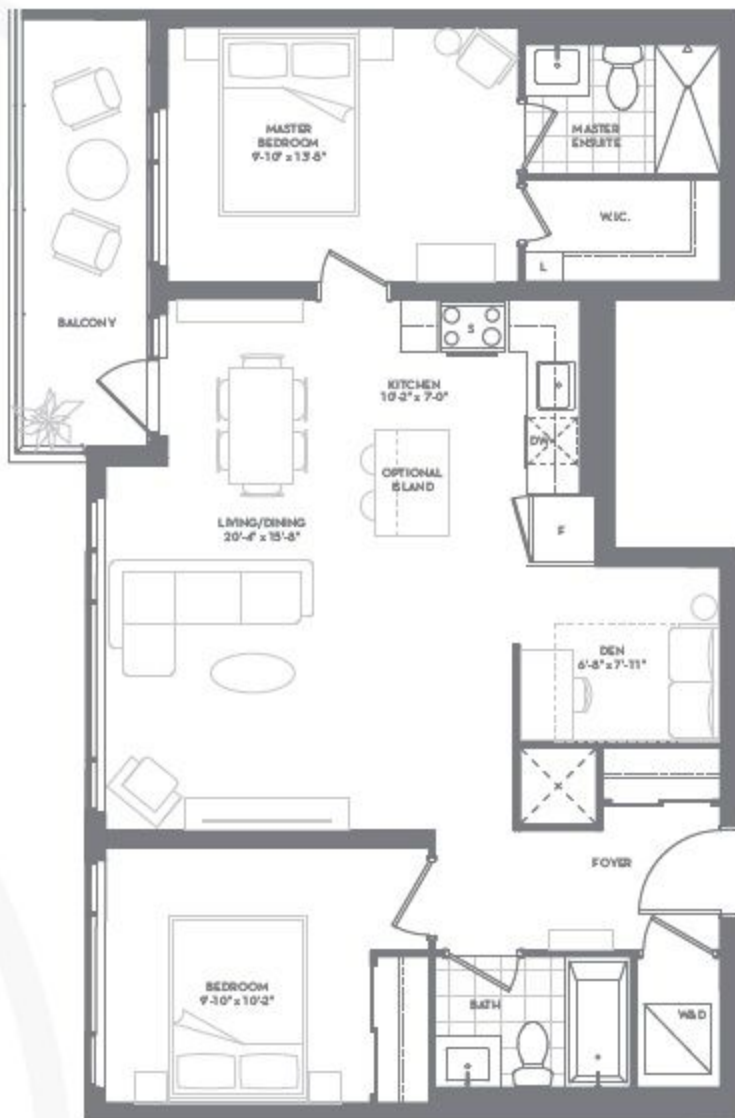 MASTER
BEDROOM
9'-10" x 13'-8"
MASTER
ENSUITE
W.I.C.
L
BALCONY
S
KITCHEN
10'-2" x 7'-0"
DW
OPTIONAL
ISLAND
LIVING/DINING
20'-4" x 15'-8"
F
DEN
6'-8" x 7'-11"
FOYER
BEDROOM
9'-10" x 10'-2"
BATH
W&D